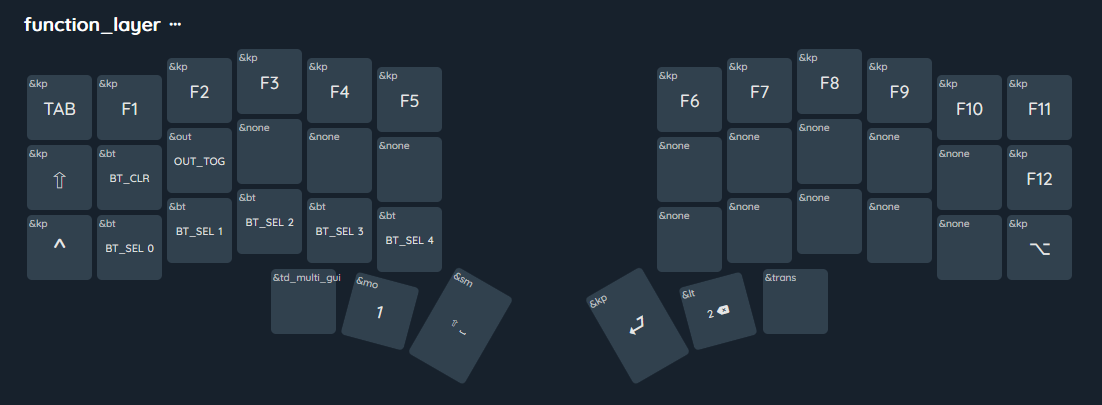 function_layer ···
&kp TAB &kp F1 &kp F2 &kp F3 &kp F4 &kp F5 &kp F6 &kp F7 &kp F8 &kp F9 &kp F10 &kp F11
&kp ⇧ &bt BT_CLR &out OUT_TOG &none &none &none &none &none &none &none &none &kp F12
&kp ^ &bt BT_SEL 0 &bt BT_SEL 1 &bt BT_SEL 2 &bt BT_SEL 3 &bt BT_SEL 4 &none &none &none &none &none &kp ⌥
&td_multi_gui &mo 1 &sm ⇧ ⎵ &kp ⏎ &lt 2 ⌫ &trans